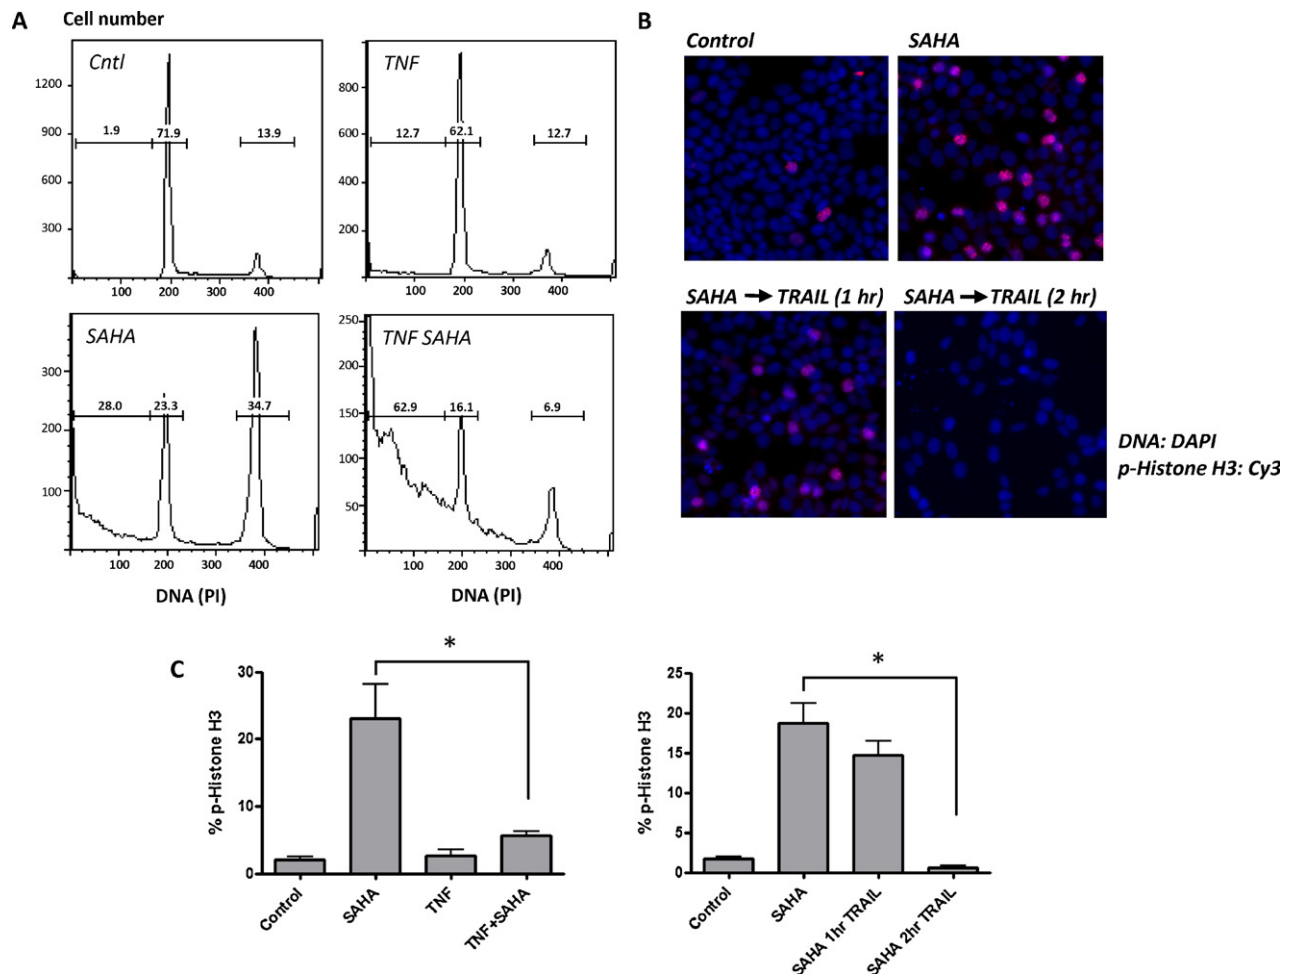 A
Cell number
Cntl
1200
900
600
300
1.9
71.9
13.9
100 200 300 400
TNF
800
600
400
200
12.7
62.1
12.7
100 200 300 400
SAHA
300
200
100
28.0
23.3
34.7
100 200 300 400
DNA (PI)
TNF SAHA
250
200
150
100
50
62.9
16.1
6.9
100 200 300 400
DNA (PI)
B
Control
SAHA
SAHA → TRAIL (1 hr)
SAHA → TRAIL (2 hr)
DNA: DAPI
p-Histone H3: Cy3
C
% p-Histone H3
30
20
10
0
*
Control
SAHA
TNF
TNF+SAHA
% p-Histone H3
25
20
15
10
5
0
*
Control
SAHA
SAHA 1hr TRAIL
SAHA 2hr TRAIL